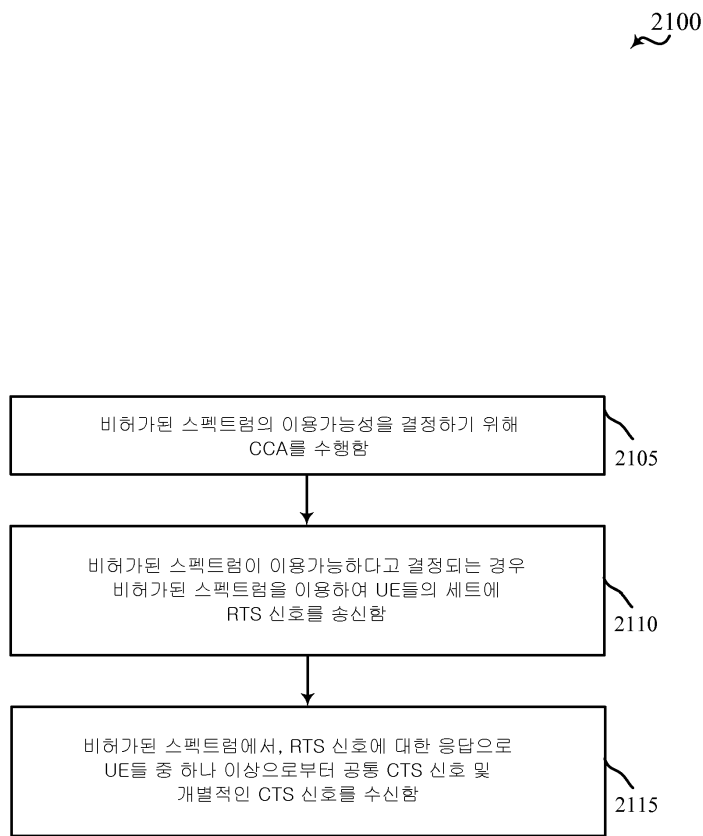 2100
비허가된 스펙트럼의 이용가능성을 결정하기 위해
CCA를 수행함
2105
비허가된 스펙트럼이 이용가능하다고 결정되는 경우
비허가된 스펙트럼을 이용하여 UE들의 세트에
RTS 신호를 송신함
2110
비허가된 스펙트럼에서, RTS 신호에 대한 응답으로
UE들 중 하나 이상으로부터 공통 CTS 신호 및
개별적인 CTS 신호를 수신함
2115